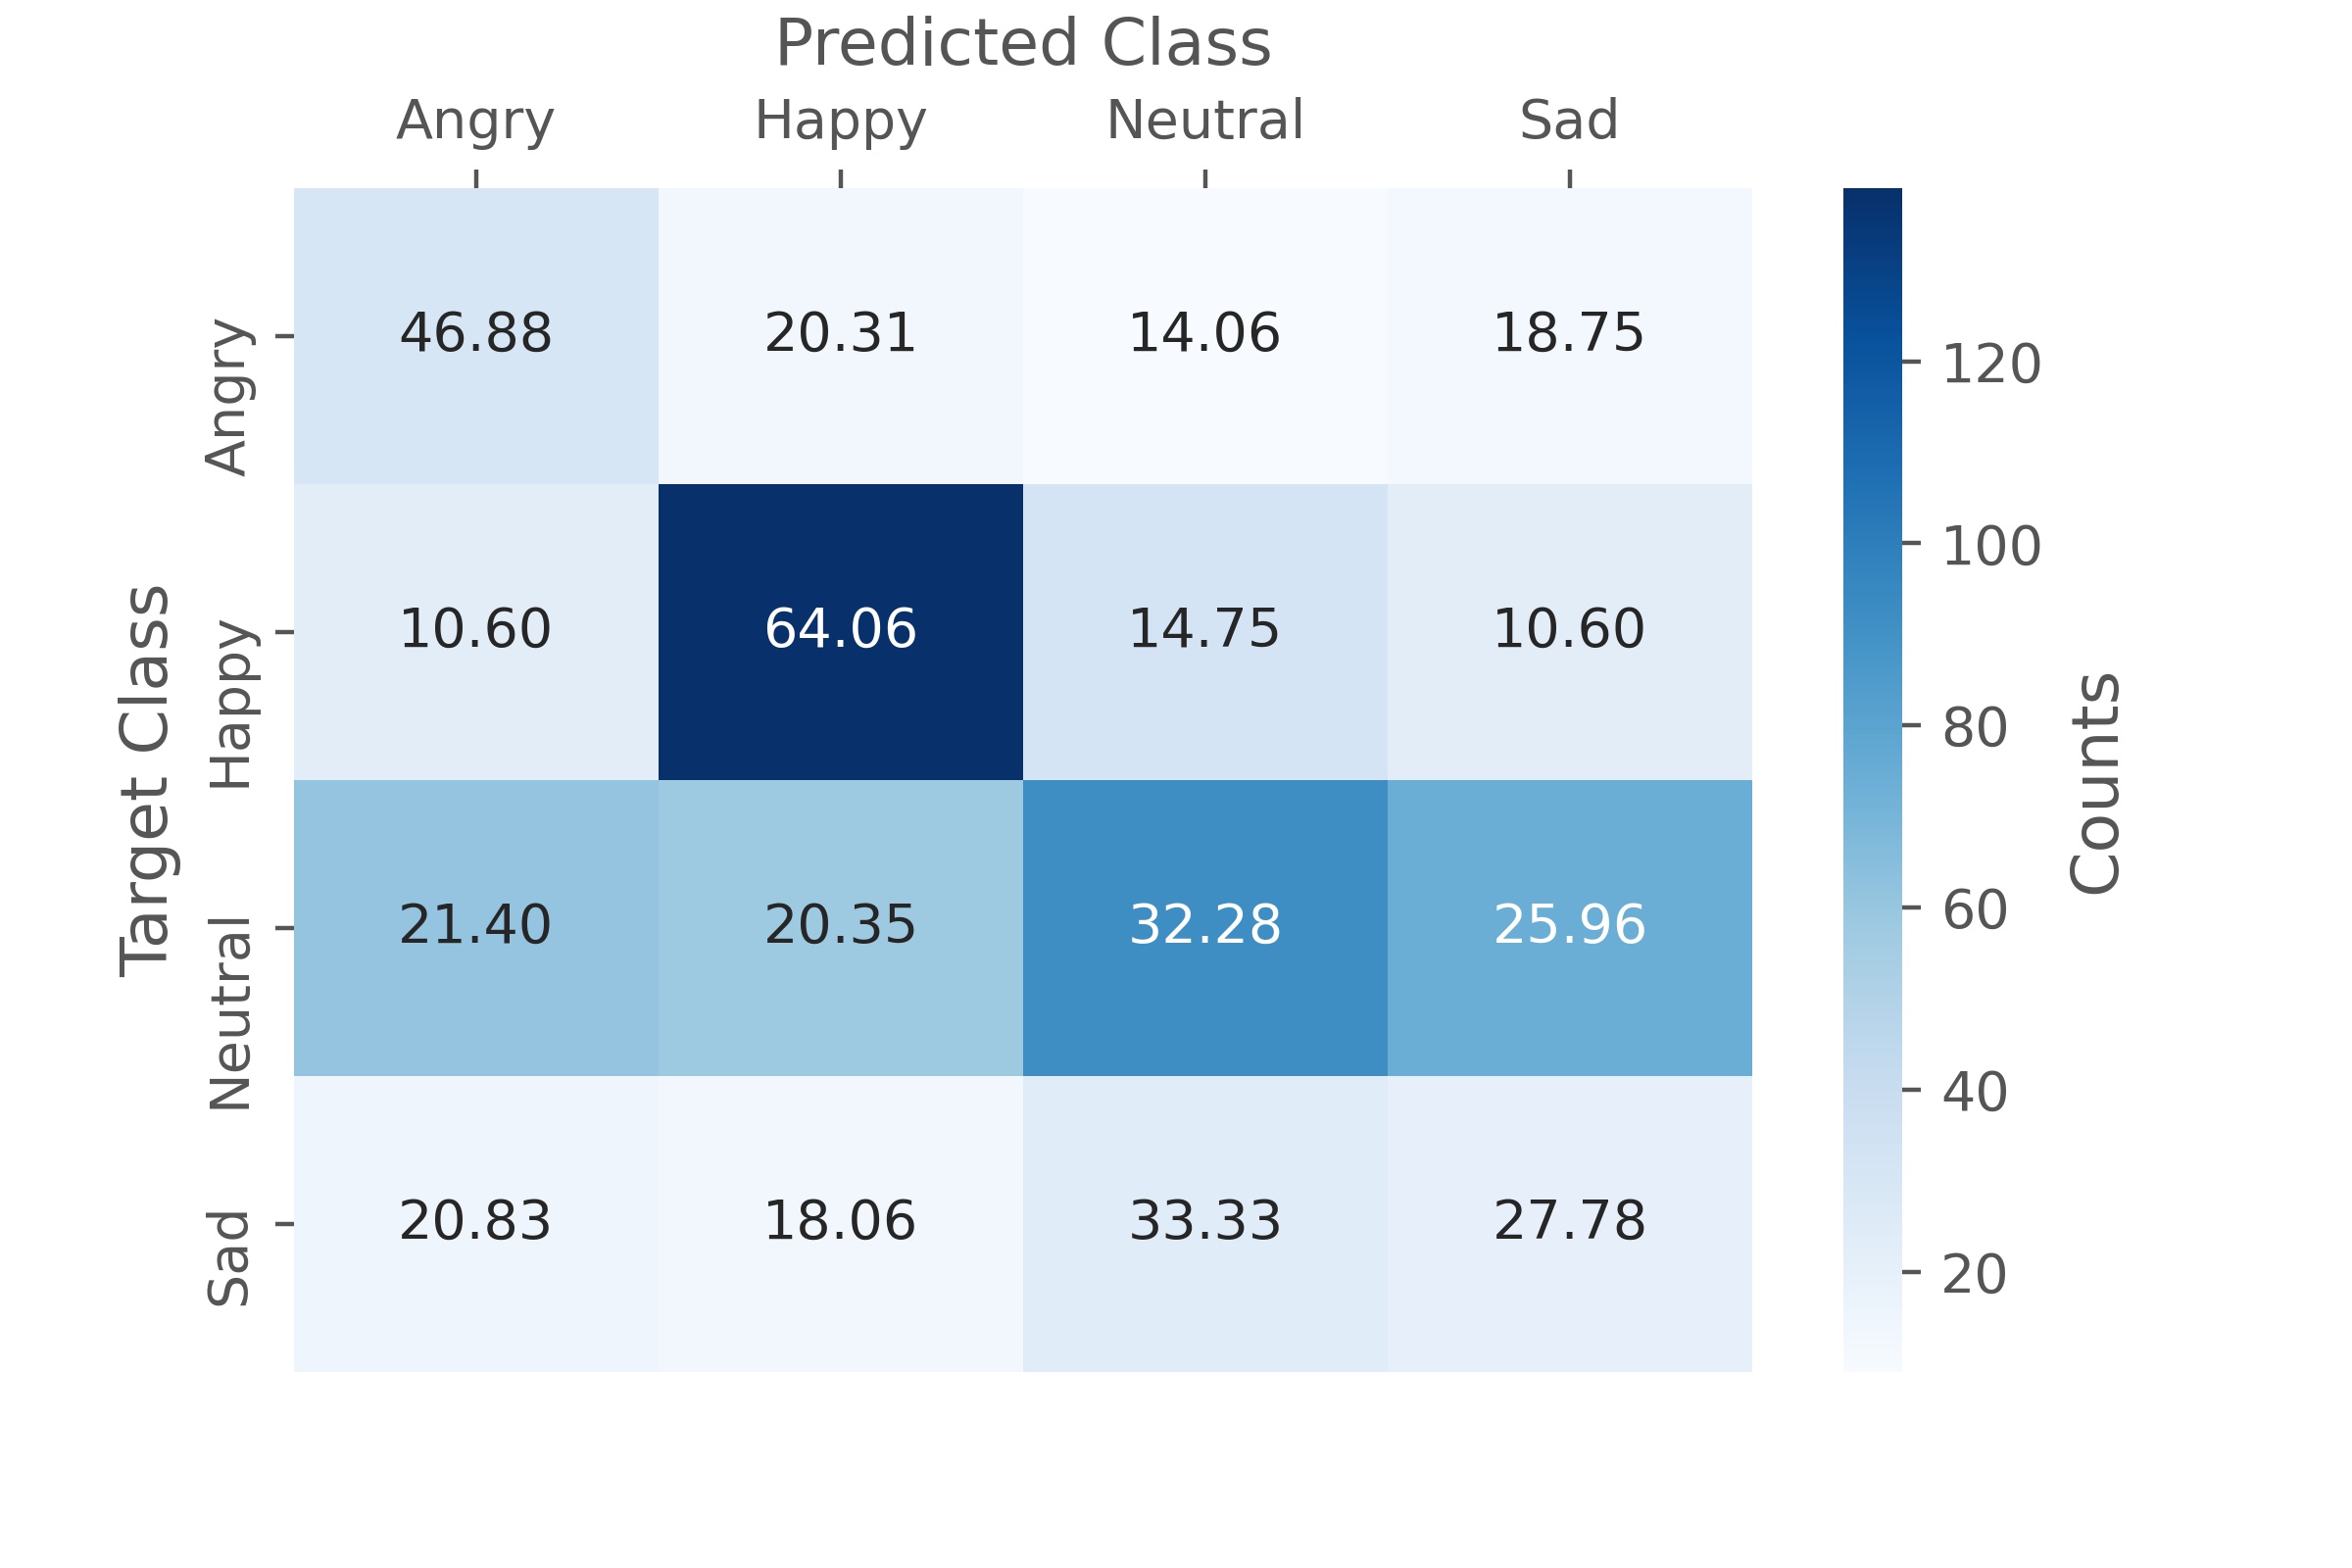 Predicted Class
Angry Happy Neutral Sad
Target Class
Angry 46.88 20.31 14.06 18.75
Happy 10.60 64.06 14.75 10.60
Neutral 21.40 20.35 32.28 25.96
Sad 20.83 18.06 33.33 27.78
120
100
80
60
40
20
Counts